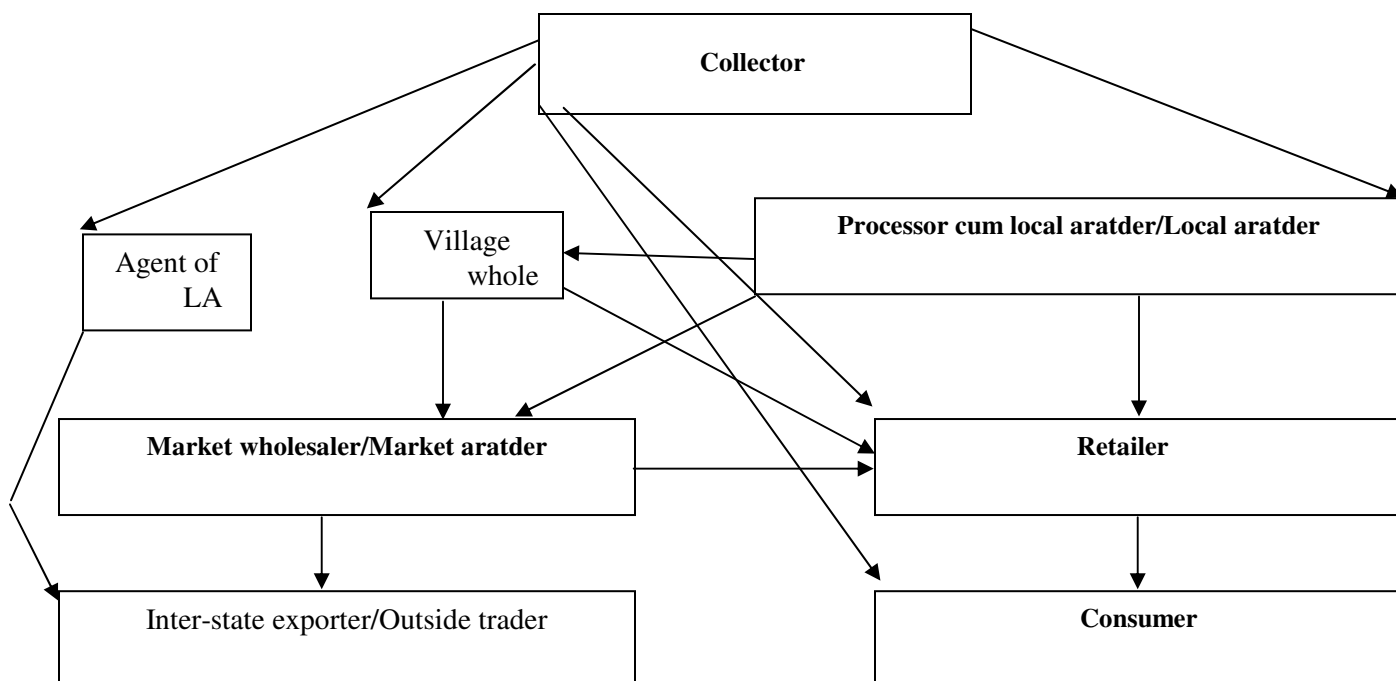 Collector
Processor cum local aratder/Local aratder
Village
whole
Agent of
LA
Market wholesaler/Market aratder
Retailer
Inter-state exporter/Outside trader
Consumer